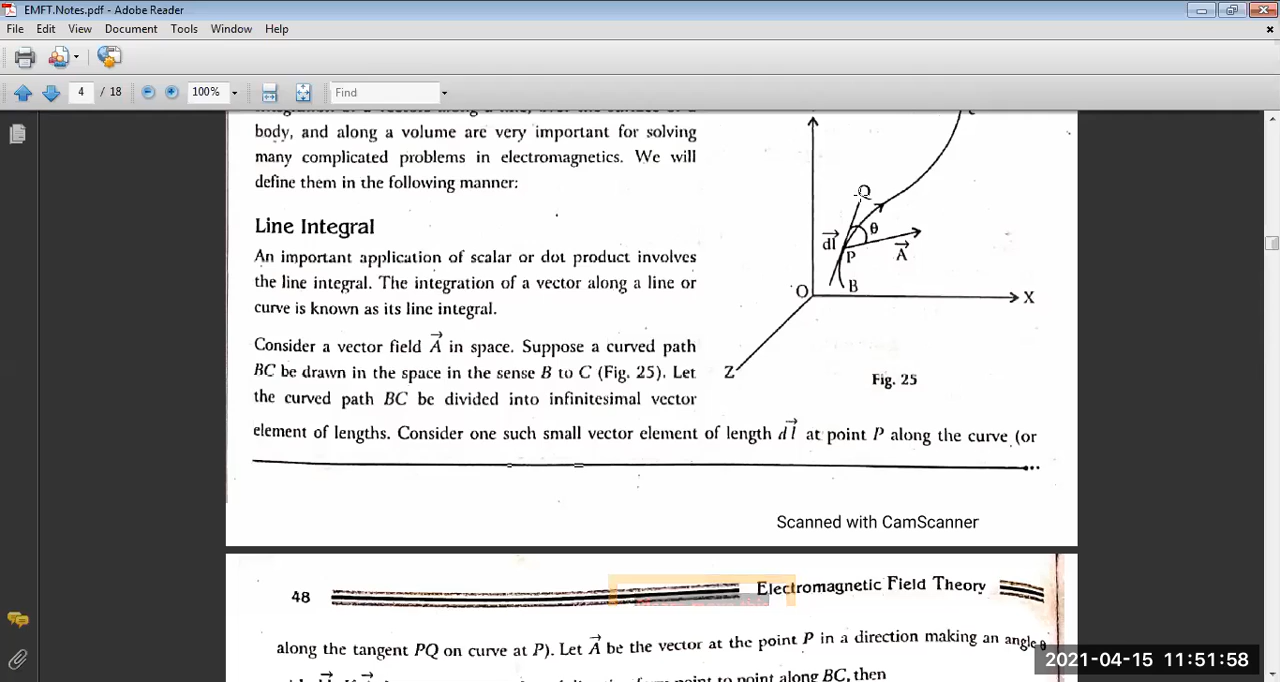 EMFT.Notes.pdf - Adobe Reader
File Edit View Document Tools Window Help
4 / 18 100% Find
body, and along a volume are very important for solving
many complicated problems in electromagnetics. We will
define them in the following manner:
Line Integral
An important application of scalar or dot product involves
the line integral. The integration of a vector along a line or
curve is known as its line integral.
Consider a vector field A⃗ in space. Suppose a curved path
BC be drawn in the space in the sense B to C (Fig. 25). Let
the curved path BC be divided into infinitesimal vector
element of lengths. Consider one such small vector element of length d l⃗ at point P along the curve (or
Q
θ
dl⃗
P
A⃗
B
O
X
Z
Fig. 25
Scanned with CamScanner
48 Electromagnetic Field Theory
along the tangent PQ on curve at P). Let A⃗ be the vector at the point P in a direction making an angle θ
point to point along BC, then
2021-04-15 11:51:58